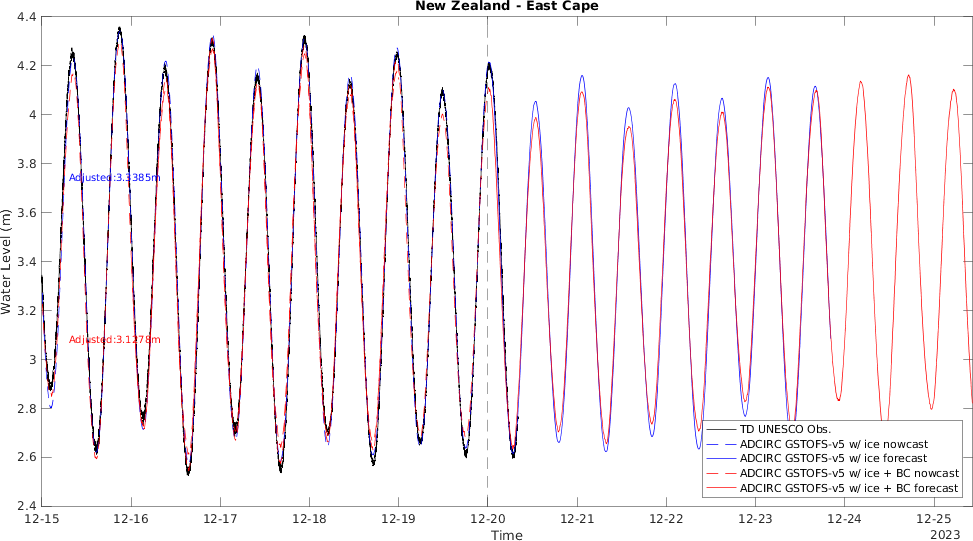 New Zealand - East Cape
4.4
4.2
4
3.8
3.6
3.4
3.2
3
2.8
2.6
2.4
Water Level (m)
Adjusted:3.3385m
Adjusted:3.1278m
TD UNESCO Obs.
ADCIRC GSTOFS-v5 w/ ice nowcast
ADCIRC GSTOFS-v5 w/ ice forecast
ADCIRC GSTOFS-v5 w/ ice + BC nowcast
ADCIRC GSTOFS-v5 w/ ice + BC forecast
12-15 12-16 12-17 12-18 12-19 12-20 12-21 12-22 12-23 12-24 12-25
Time
2023